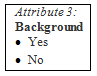 Attribute 3:
Background
• Yes
• No